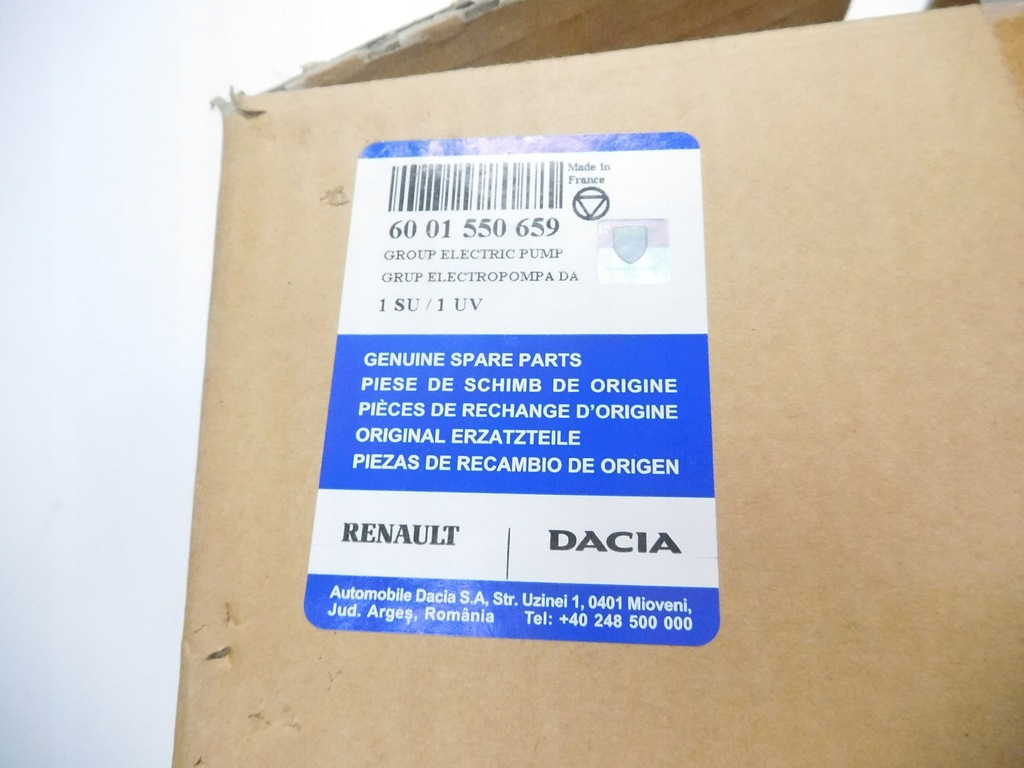 Made in
France
60 01 550 659
GROUP ELECTRIC PUMP
GRUP ELECTROPOMPA DA
1 SU / 1 UV
GENUINE SPARE PARTS
PIESE DE SCHIMB DE ORIGINE
PIÈCES DE RECHANGE D'ORIGINE
ORIGINAL ERZATZTEILE
PIEZAS DE RECAMBIO DE ORIGEN
RENAULT
DACIA
Automobile Dacia S.A, Str. Uzinei 1, 0401 Mioveni,
Jud. Argeş, România Tel: +40 248 500 000